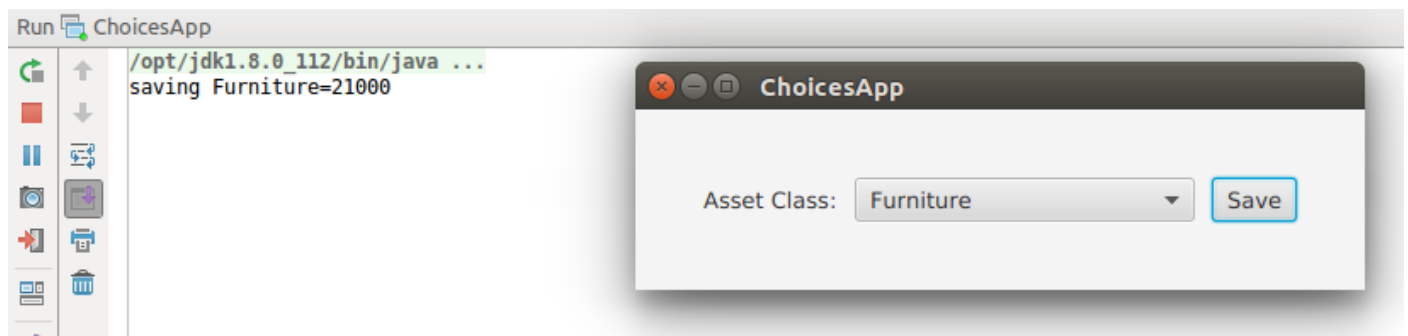 Run ChoicesApp
/opt/jdk1.8.0_112/bin/java ...
saving Furniture=21000
ChoicesApp
Asset Class: Furniture Save